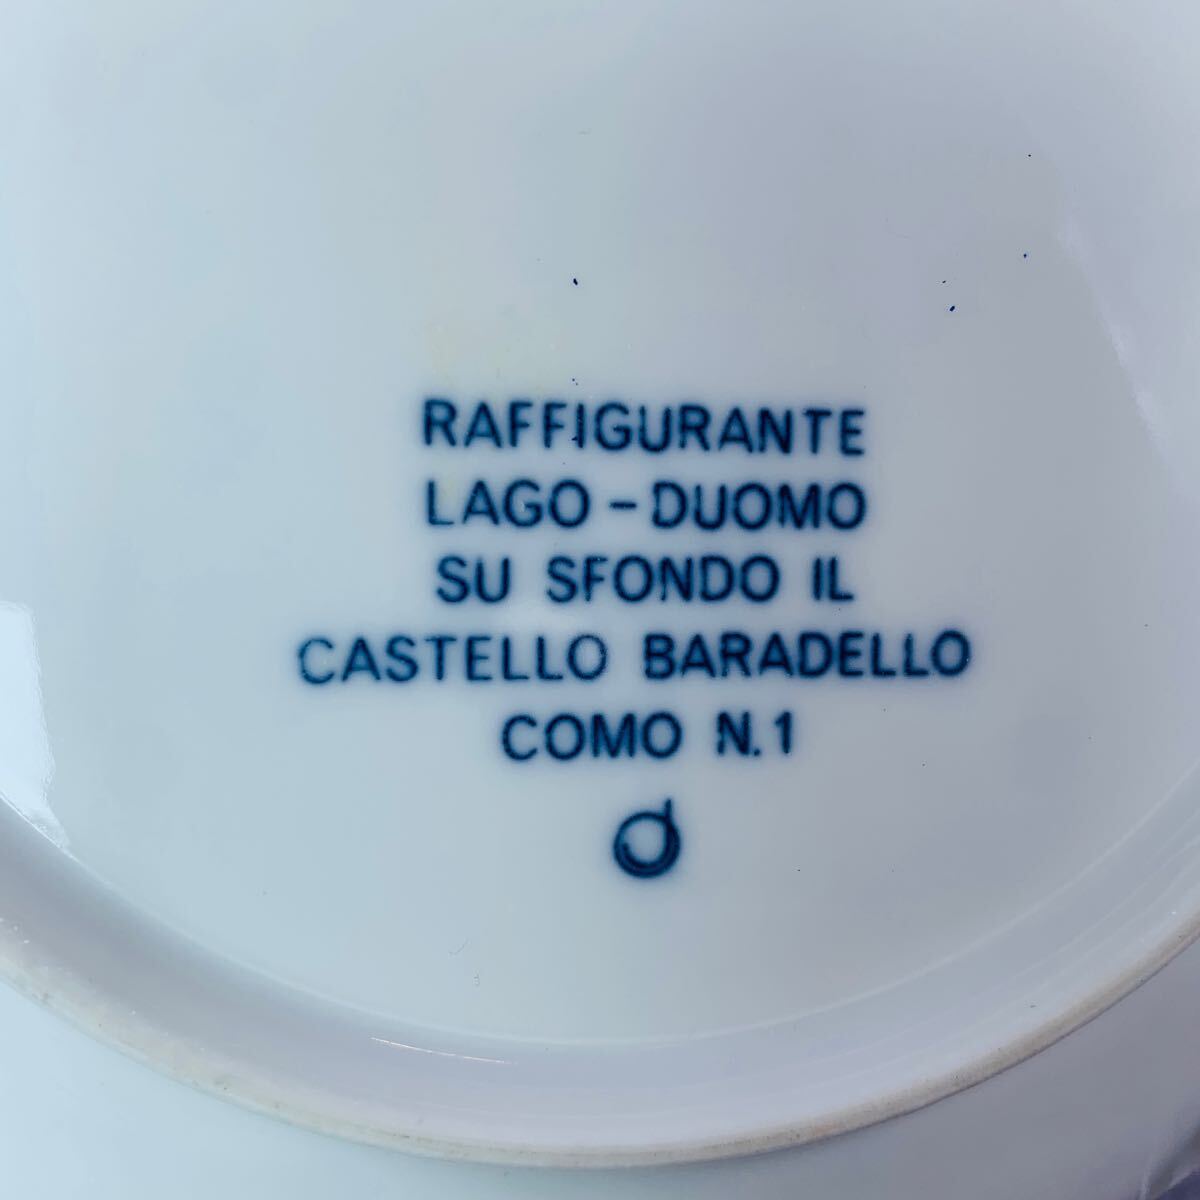 RAFFIGURANTE
LAGO - DUOMO
SU SFONDO IL
CASTELLO BARADELLO
COMO N.1